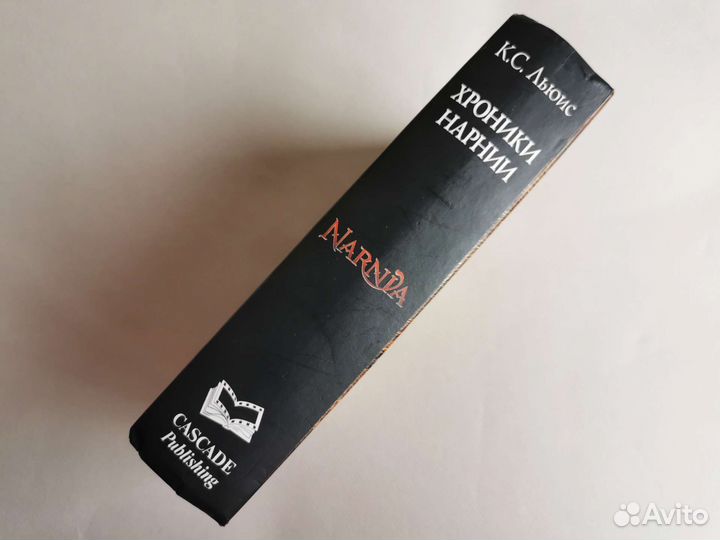 К.С. Льюис
ХРОНИКИ
НАРНИИ
NARNIA
CASCADE
Publishing
Avito